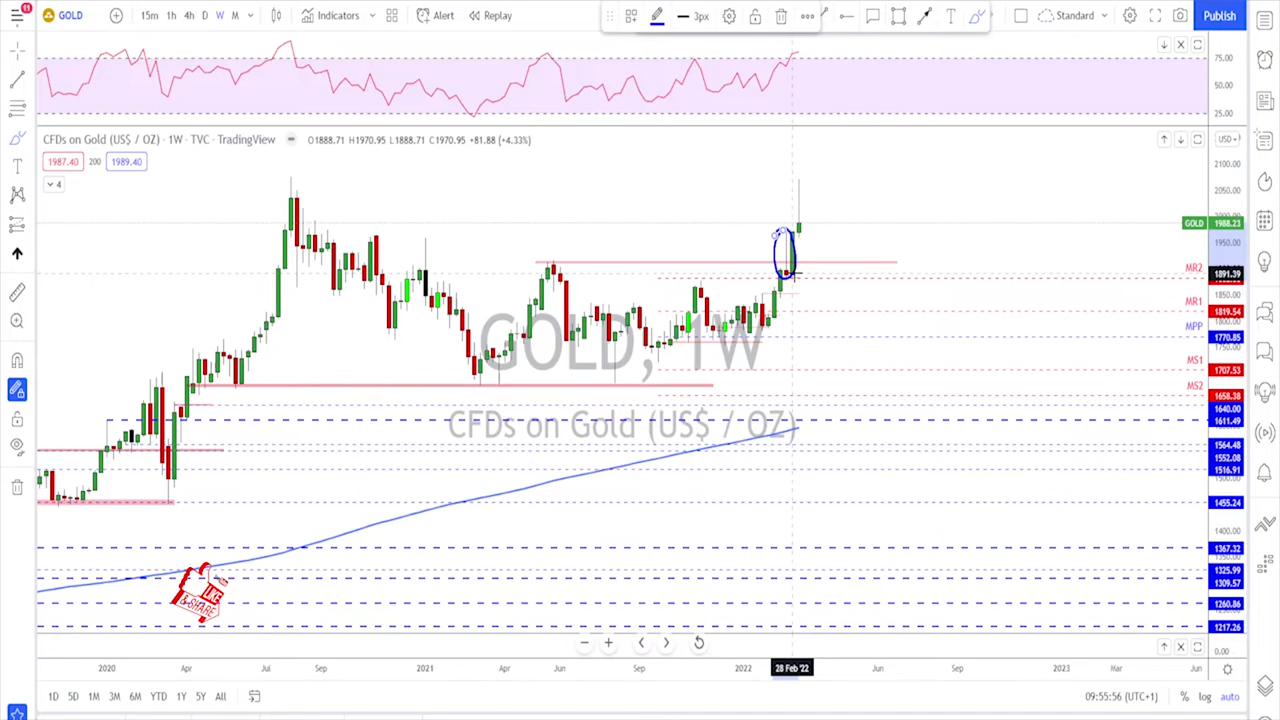 11
GOLD 15m 1h 4h D W M Indicators Alert Replay 3px T Standard Publish
75.00
50.00
25.00
CFDs on Gold (US$ / OZ) · 1W · TVC · TradingView O1888.71 H1970.95 L1888.71 C1970.95 +81.88 (+4.33%) USD
1987.40 200 1989.40
4
2100.00
2050.00
GOLD 1988.23
1950.00
MR2 1891.39
1850.00
MR1 1819.54
1800.00
MPP 1770.85
GOLD, 1W
MS1 1707.53
MS2 1658.38
1640.00
1611.49
CFDs on Gold (US$ / OZ)
1564.48
1552.08
1516.91
1455.24
1400.00
1367.32
1325.99
1309.57
LIKE
& SHARE
1260.86
1217.26
0.00
2020 Apr Jul Sep 2021 Apr Jun Sep 2022 28 Feb '22 Jun Sep 2023 Mar Jun
1D 5D 1M 3M 6M YTD 1Y 5Y All 09:55:56 (UTC+1) % log auto